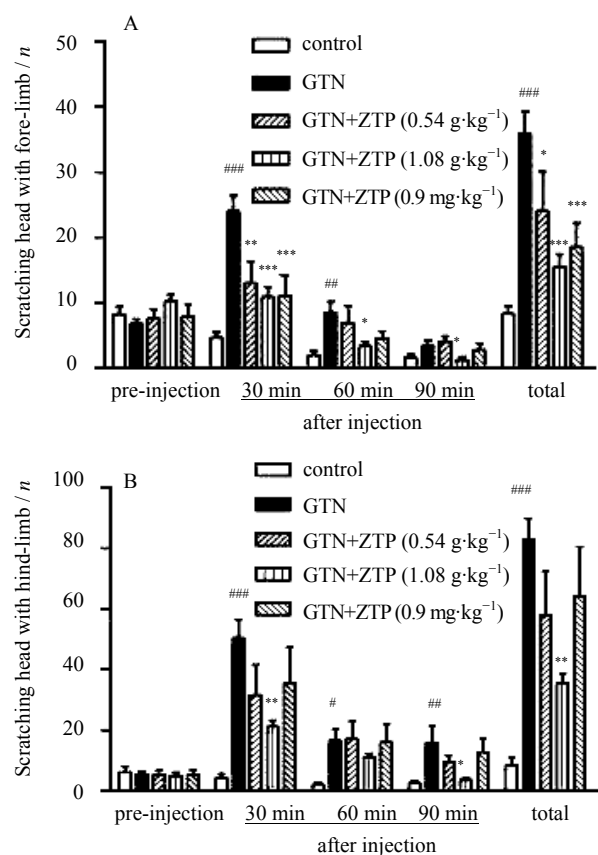 A
Scratching head with fore-limb / n
50
40
30
20
10
0
control
GTN
GTN+ZTP (0.54 g·kg⁻¹)
GTN+ZTP (1.08 g·kg⁻¹)
GTN+ZTP (0.9 mg·kg⁻¹)
###
**
***
***
##
*
*
###
*
***
***
pre-injection 30 min 60 min 90 min total
after injection
B
Scratching head with hind-limb / n
100
80
60
40
20
0
control
GTN
GTN+ZTP (0.54 g·kg⁻¹)
GTN+ZTP (1.08 g·kg⁻¹)
GTN+ZTP (0.9 mg·kg⁻¹)
###
**
#
##
*
###
**
pre-injection 30 min 60 min 90 min total
after injection